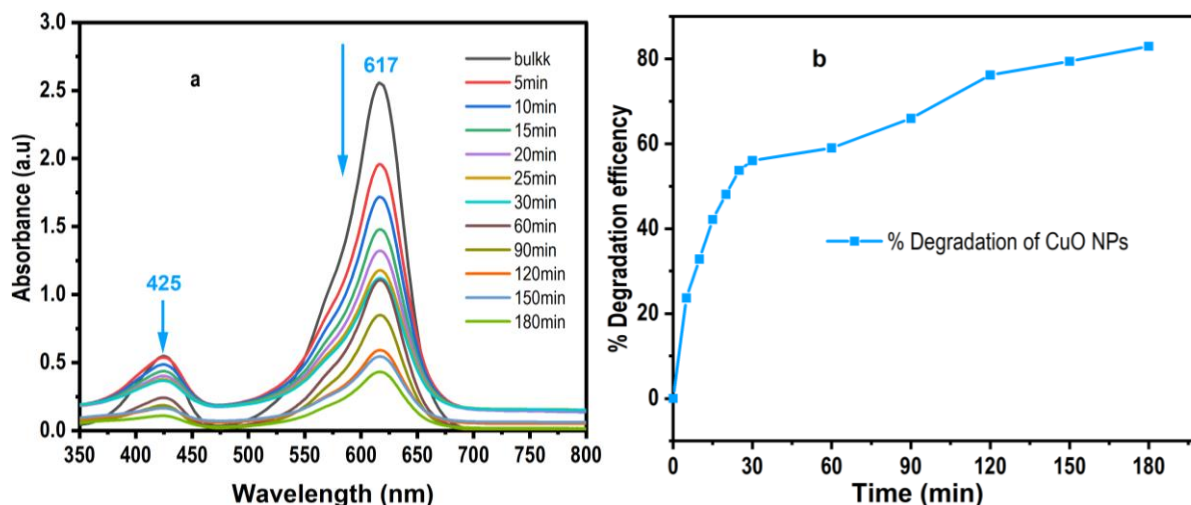 a
617
425
bulkk
5min
10min
15min
20min
25min
30min
60min
90min
120min
150min
180min
3.0
2.5
2.0
1.5
1.0
0.5
0.0
Absorbance (a.u)
350 400 450 500 550 600 650 700 750 800
Wavelength (nm)
b
% Degradation of CuO NPs
80
60
40
20
0
% Degradation efficency
0 30 60 90 120 150 180
Time (min)